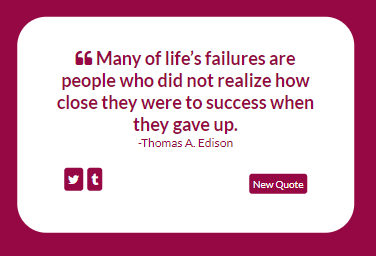 ❝ Many of life’s failures are
people who did not realize how
close they were to success when
they gave up.
-Thomas A. Edison
t
New Quote